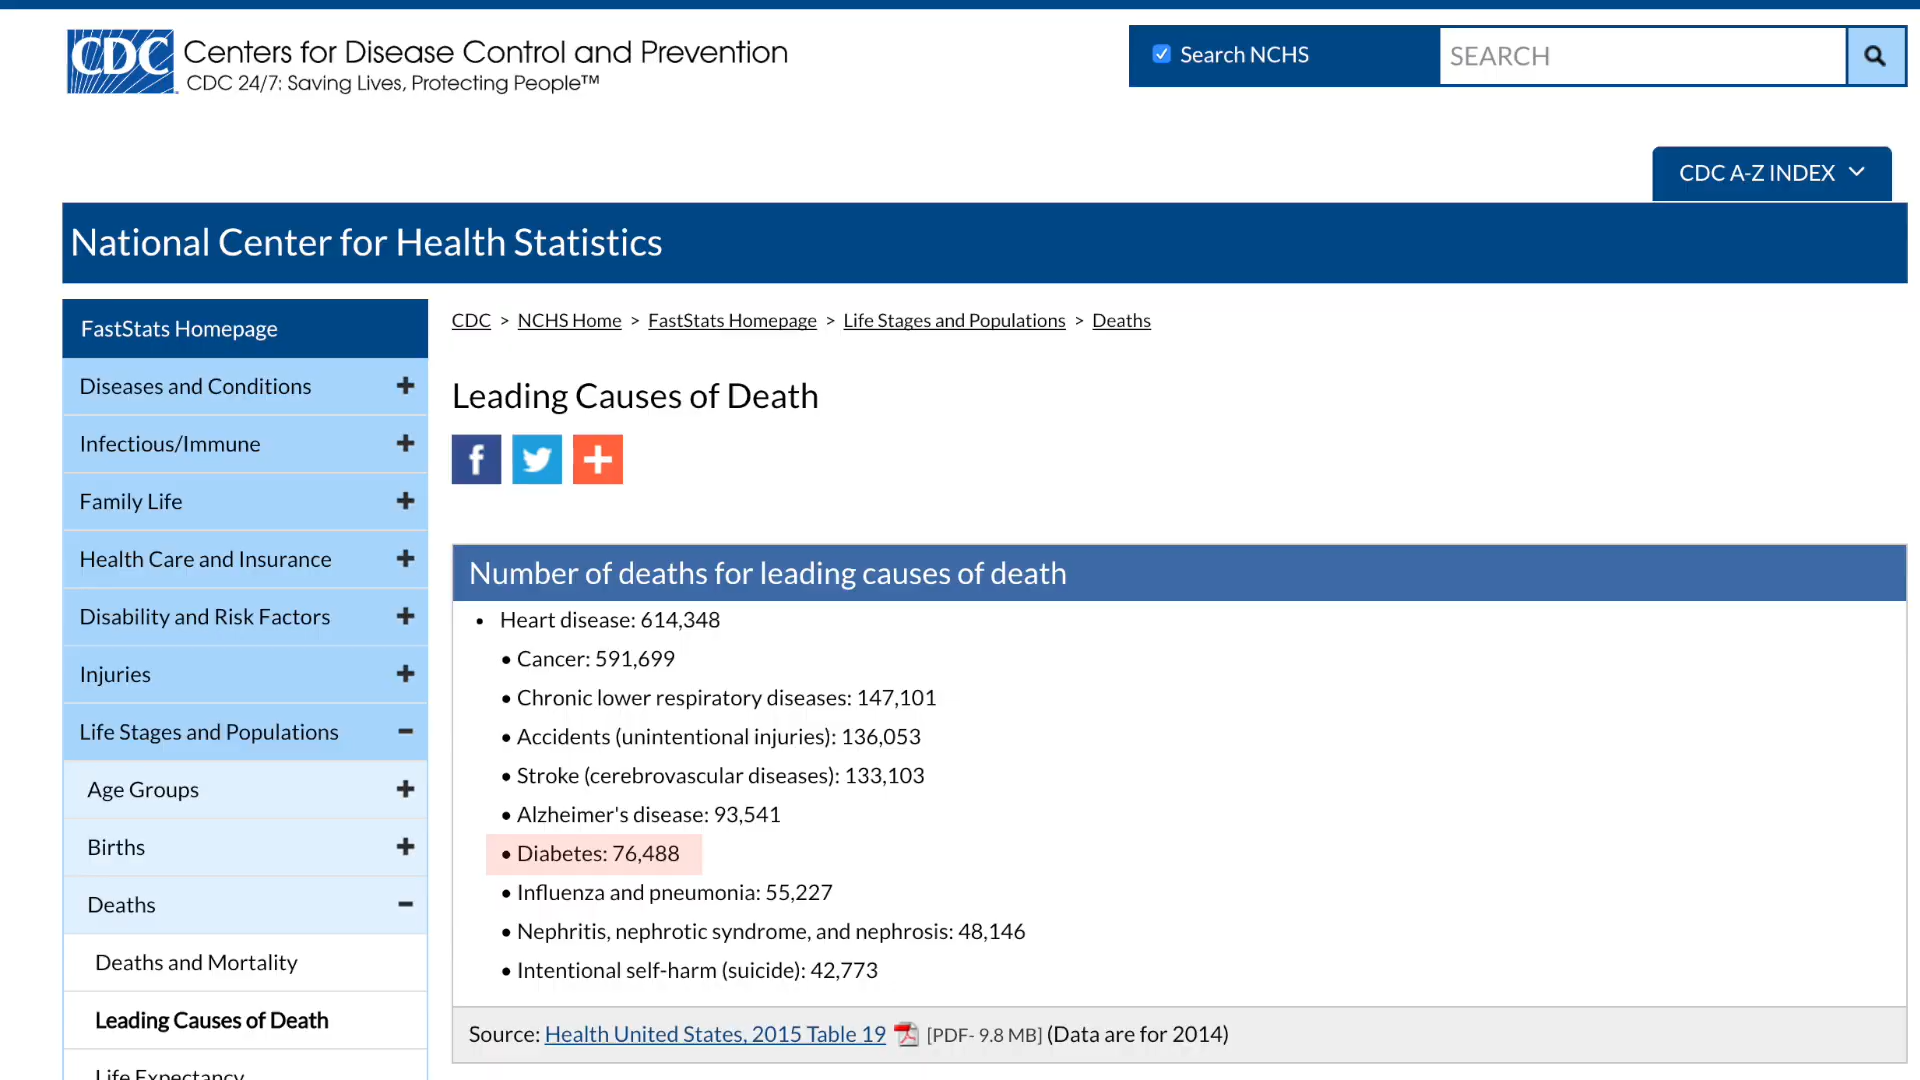 CDC Centers for Disease Control and Prevention
CDC 24/7: Saving Lives, Protecting People™
Search NCHS
SEARCH
CDC A-Z INDEX
National Center for Health Statistics
FastStats Homepage
Diseases and Conditions
Infectious/Immune
Family Life
Health Care and Insurance
Disability and Risk Factors
Injuries
Life Stages and Populations
Age Groups
Births
Deaths
Deaths and Mortality
Leading Causes of Death
Life Expectancy
CDC > NCHS Home > FastStats Homepage > Life Stages and Populations > Deaths
Leading Causes of Death
Number of deaths for leading causes of death
• Heart disease: 614,348
• Cancer: 591,699
• Chronic lower respiratory diseases: 147,101
• Accidents (unintentional injuries): 136,053
• Stroke (cerebrovascular diseases): 133,103
• Alzheimer's disease: 93,541
• Diabetes: 76,488
• Influenza and pneumonia: 55,227
• Nephritis, nephrotic syndrome, and nephrosis: 48,146
• Intentional self-harm (suicide): 42,773
Source: Health United States, 2015 Table 19 [PDF- 9.8 MB] (Data are for 2014)